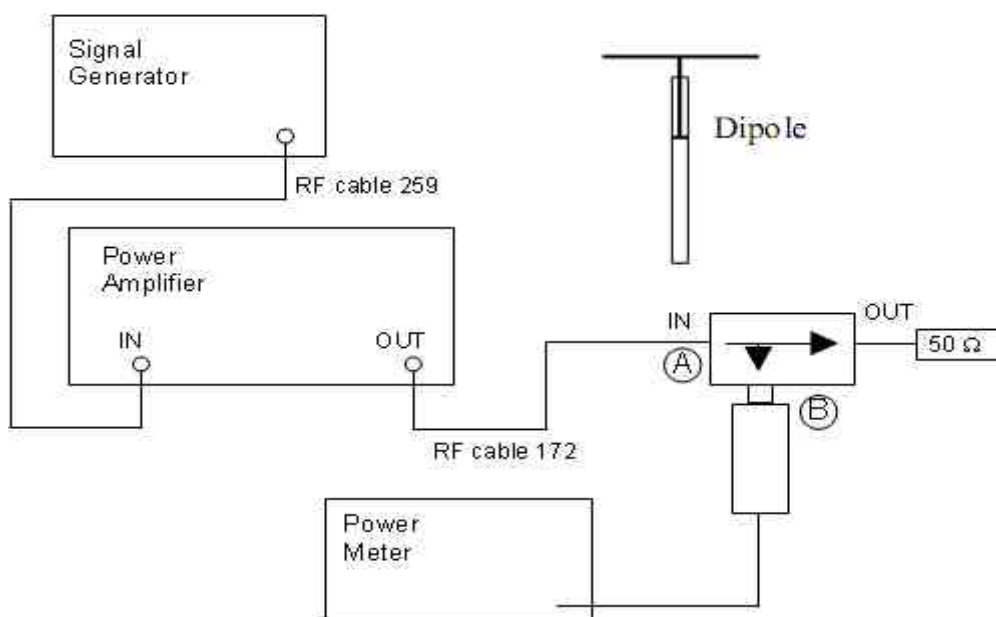 Signal
Generator
Dipole
RF cable 259
Power
Amplifier
IN
OUT
IN
OUT
A
50 Ω
B
RF cable 172
Power
Meter